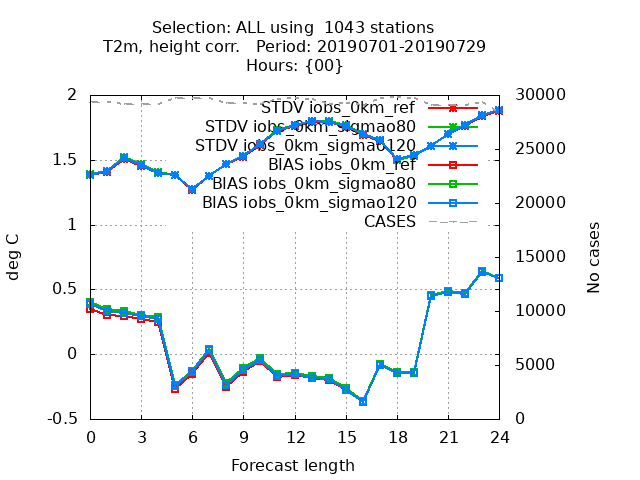 Selection: ALL using  1043 stations
T2m, height corr.   Period: 20190701-20190729
Hours: {00}
2
1.5
1
0.5
0
-0.5
deg C
30000
25000
20000
15000
10000
5000
0
No cases
STDV iobs_0km_ref
STDV iobs_0km_sigmao80
STDV iobs_0km_sigmao120
BIAS iobs_0km_ref
BIAS iobs_0km_sigmao80
BIAS iobs_0km_sigmao120
CASES
0 3 6 9 12 15 18 21 24
Forecast length